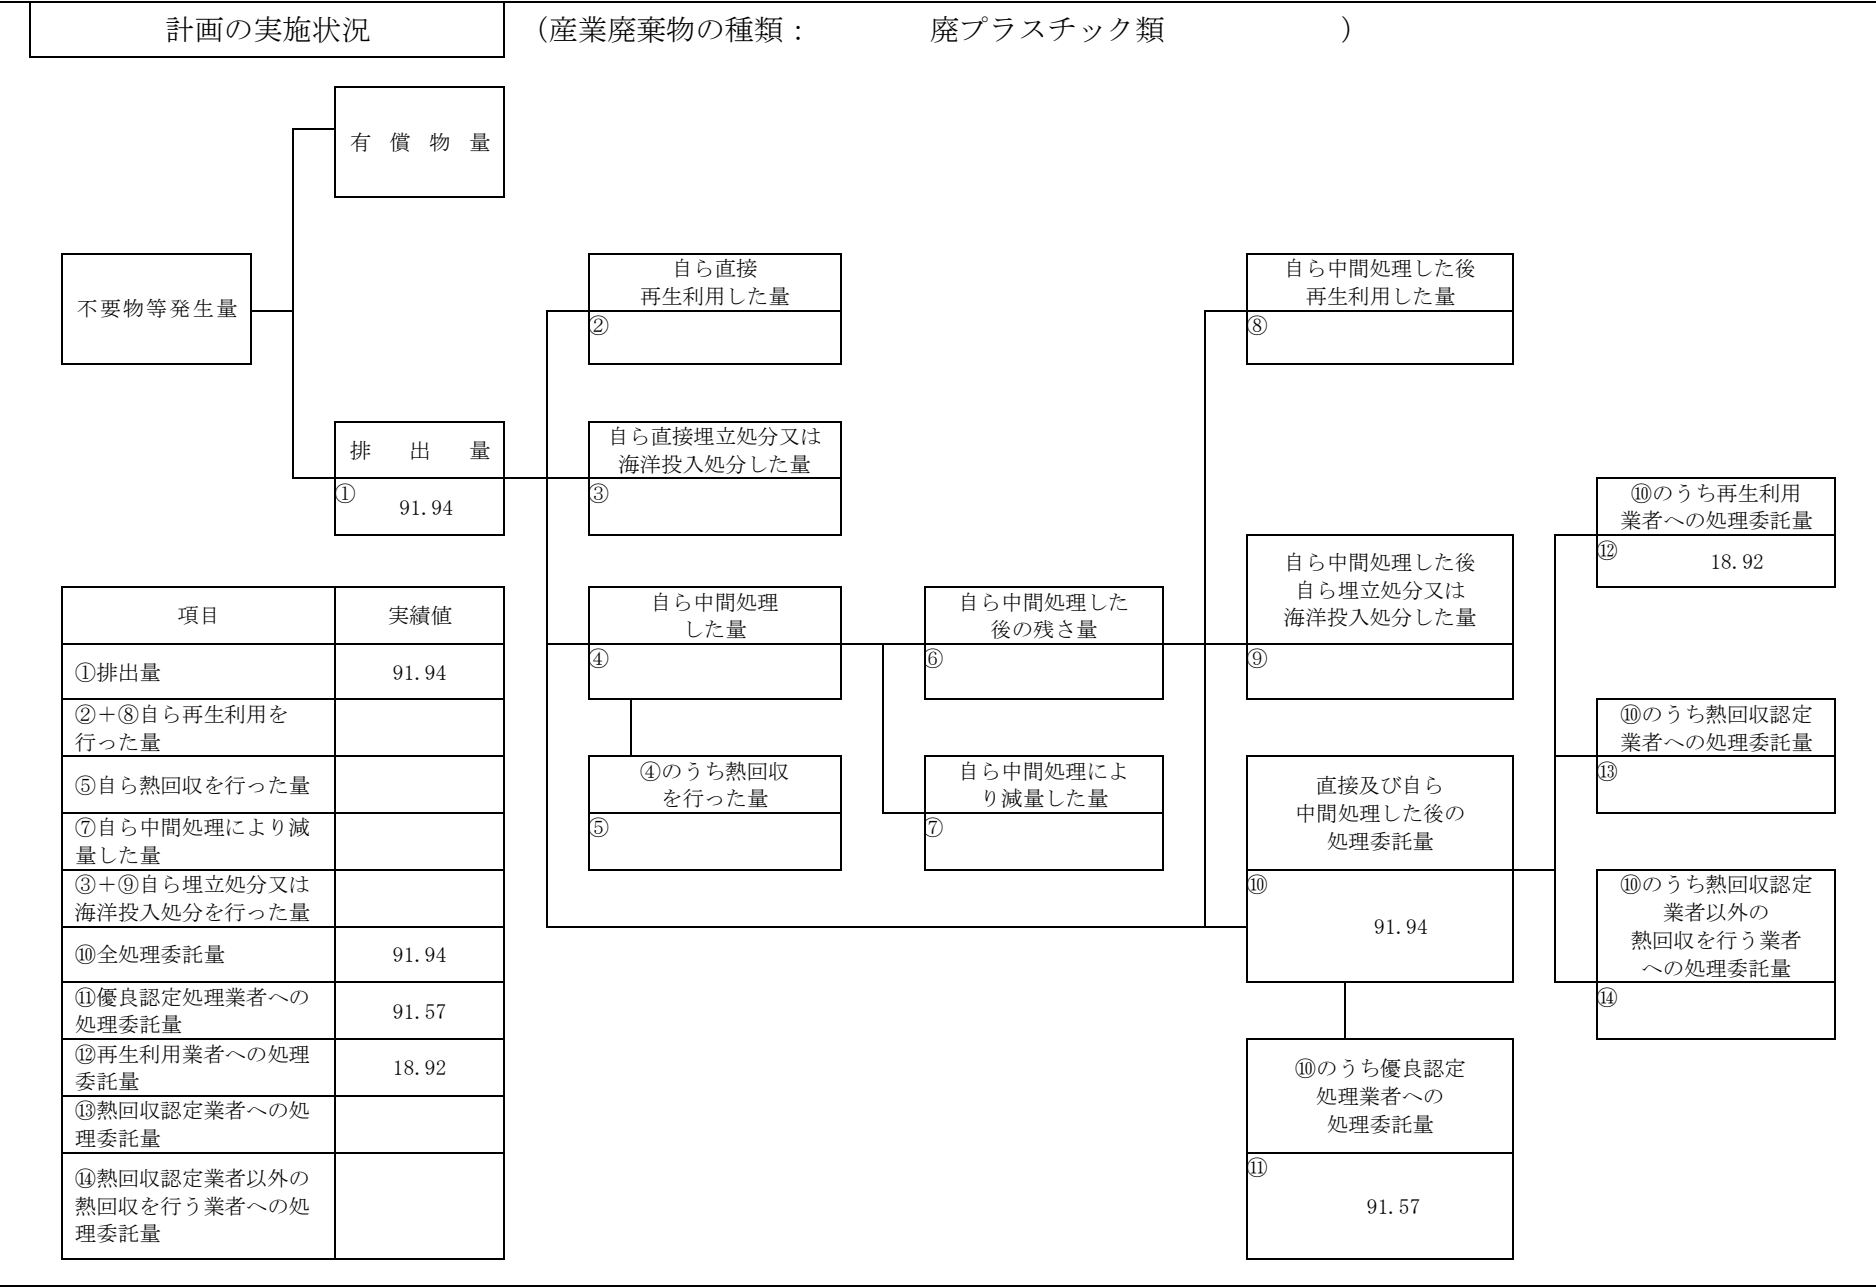 計画の実施状況
（産業廃棄物の種類： 廃プラスチック類 ）
有 償 物 量
不要物等発生量
自ら直接
再生利用した量
②
自ら中間処理した後
再生利用した量
⑧
排 出 量
① 91.94
自ら直接埋立処分又は
海洋投入処分した量
③
⑩のうち再生利用
業者への処理委託量
⑫ 18.92
自ら中間処理した後
自ら埋立処分又は
海洋投入処分した量
⑨
自ら中間処理
した量
④
自ら中間処理した
後の残さ量
⑥
⑩のうち熱回収認定
業者への処理委託量
⑬
④のうち熱回収
を行った量
⑤
自ら中間処理によ
り減量した量
⑦
直接及び自ら
中間処理した後の
処理委託量
⑩
91.94
⑩のうち熱回収認定
業者以外の
熱回収を行う業者
への処理委託量
⑭
⑩のうち優良認定
処理業者への
処理委託量
⑪
91.57
項目 実績値
①排出量 91.94
②＋⑧自ら再生利用を
行った量
⑤自ら熱回収を行った量
⑦自ら中間処理により減
量した量
③＋⑨自ら埋立処分又は
海洋投入処分を行った量
⑩全処理委託量 91.94
⑪優良認定処理業者への
処理委託量 91.57
⑫再生利用業者への処理
委託量 18.92
⑬熱回収認定業者への処
理委託量
⑭熱回収認定業者以外の
熱回収を行う業者への処
理委託量